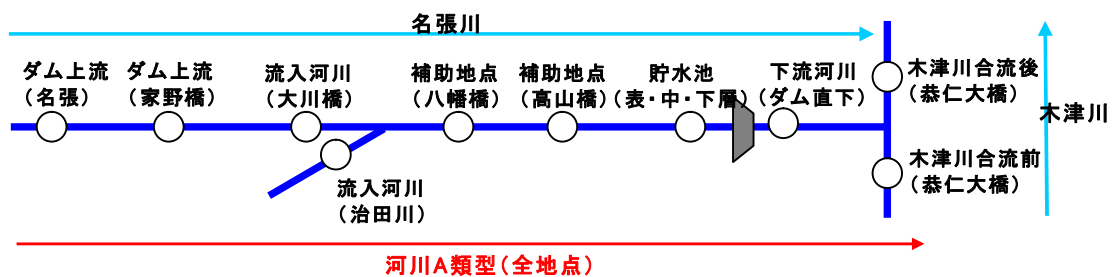 名張川
ダム上流
（名張）
ダム上流
（家野橋）
流入河川
（大川橋）
補助地点
（八幡橋）
補助地点
（高山橋）
貯水池
（表・中・下層）
下流河川
（ダム直下）
木津川合流後
（恭仁大橋）
木津川
流入河川
（治田川）
木津川合流前
（恭仁大橋）
河川A類型（全地点）